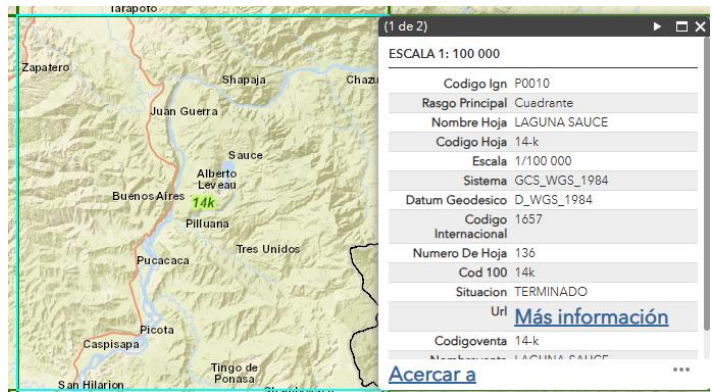 Tarapoto
Zapatero
Shapaja
Chazu
Juan Guerra
Sauce
Alberto
Leveau
Buenos Aires
14k
Pilluana
Tres Unidos
Pucacaca
Picota
Caspisapa
Tingo de
Ponasa
San Hilarion
(1 de 2)
ESCALA 1: 100 000
Codigo Ign P0010
Rasgo Principal Cuadrante
Nombre Hoja LAGUNA SAUCE
Codigo Hoja 14-k
Escala 1/100 000
Sistema GCS_WGS_1984
Datum Geodesico D_WGS_1984
Codigo 1657
Internacional
Numero De Hoja 136
Cod 100 14k
Situacion TERMINADO
Url Más información
Codigoventa 14-k
Acercar a